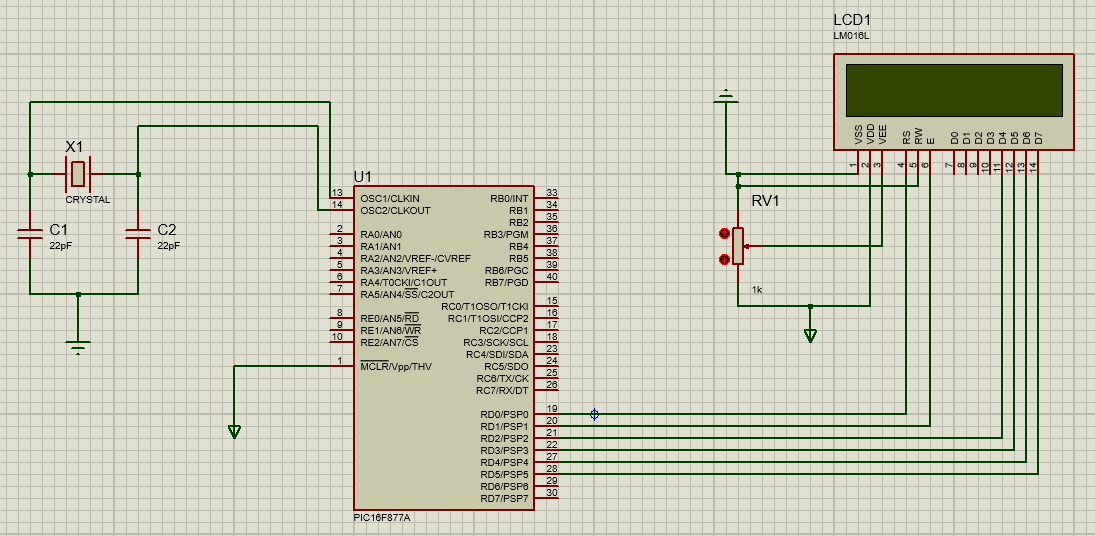 LCD1
LM016L
VSS
VDD
VEE
RS
RW
E
D0
D1
D2
D3
D4
D5
D6
D7
1
2
3
4
5
6
7
8
9
10
11
12
13
14
X1
CRYSTAL
C1
22pF
C2
22pF
RV1
1k
U1
13 OSC1/CLKIN
14 OSC2/CLKOUT
2 RA0/AN0
3 RA1/AN1
4 RA2/AN2/VREF-/CVREF
5 RA3/AN3/VREF+
6 RA4/T0CKI/C1OUT
7 RA5/AN4/SS/C2OUT
8 RE0/AN5/RD
9 RE1/AN6/WR
10 RE2/AN7/CS
1 MCLR/Vpp/THV
RB0/INT 33
RB1 34
RB2 35
RB3/PGM 36
RB4 37
RB5 38
RB6/PGC 39
RB7/PGD 40
RC0/T1OSO/T1CKI 15
RC1/T1OSI/CCP2 16
RC2/CCP1 17
RC3/SCK/SCL 18
RC4/SDI/SDA 23
RC5/SDO 24
RC6/TX/CK 25
RC7/RX/DT 26
RD0/PSP0 19
RD1/PSP1 20
RD2/PSP2 21
RD3/PSP3 22
RD4/PSP4 27
RD5/PSP5 28
RD6/PSP6 29
RD7/PSP7 30
PIC16F877A